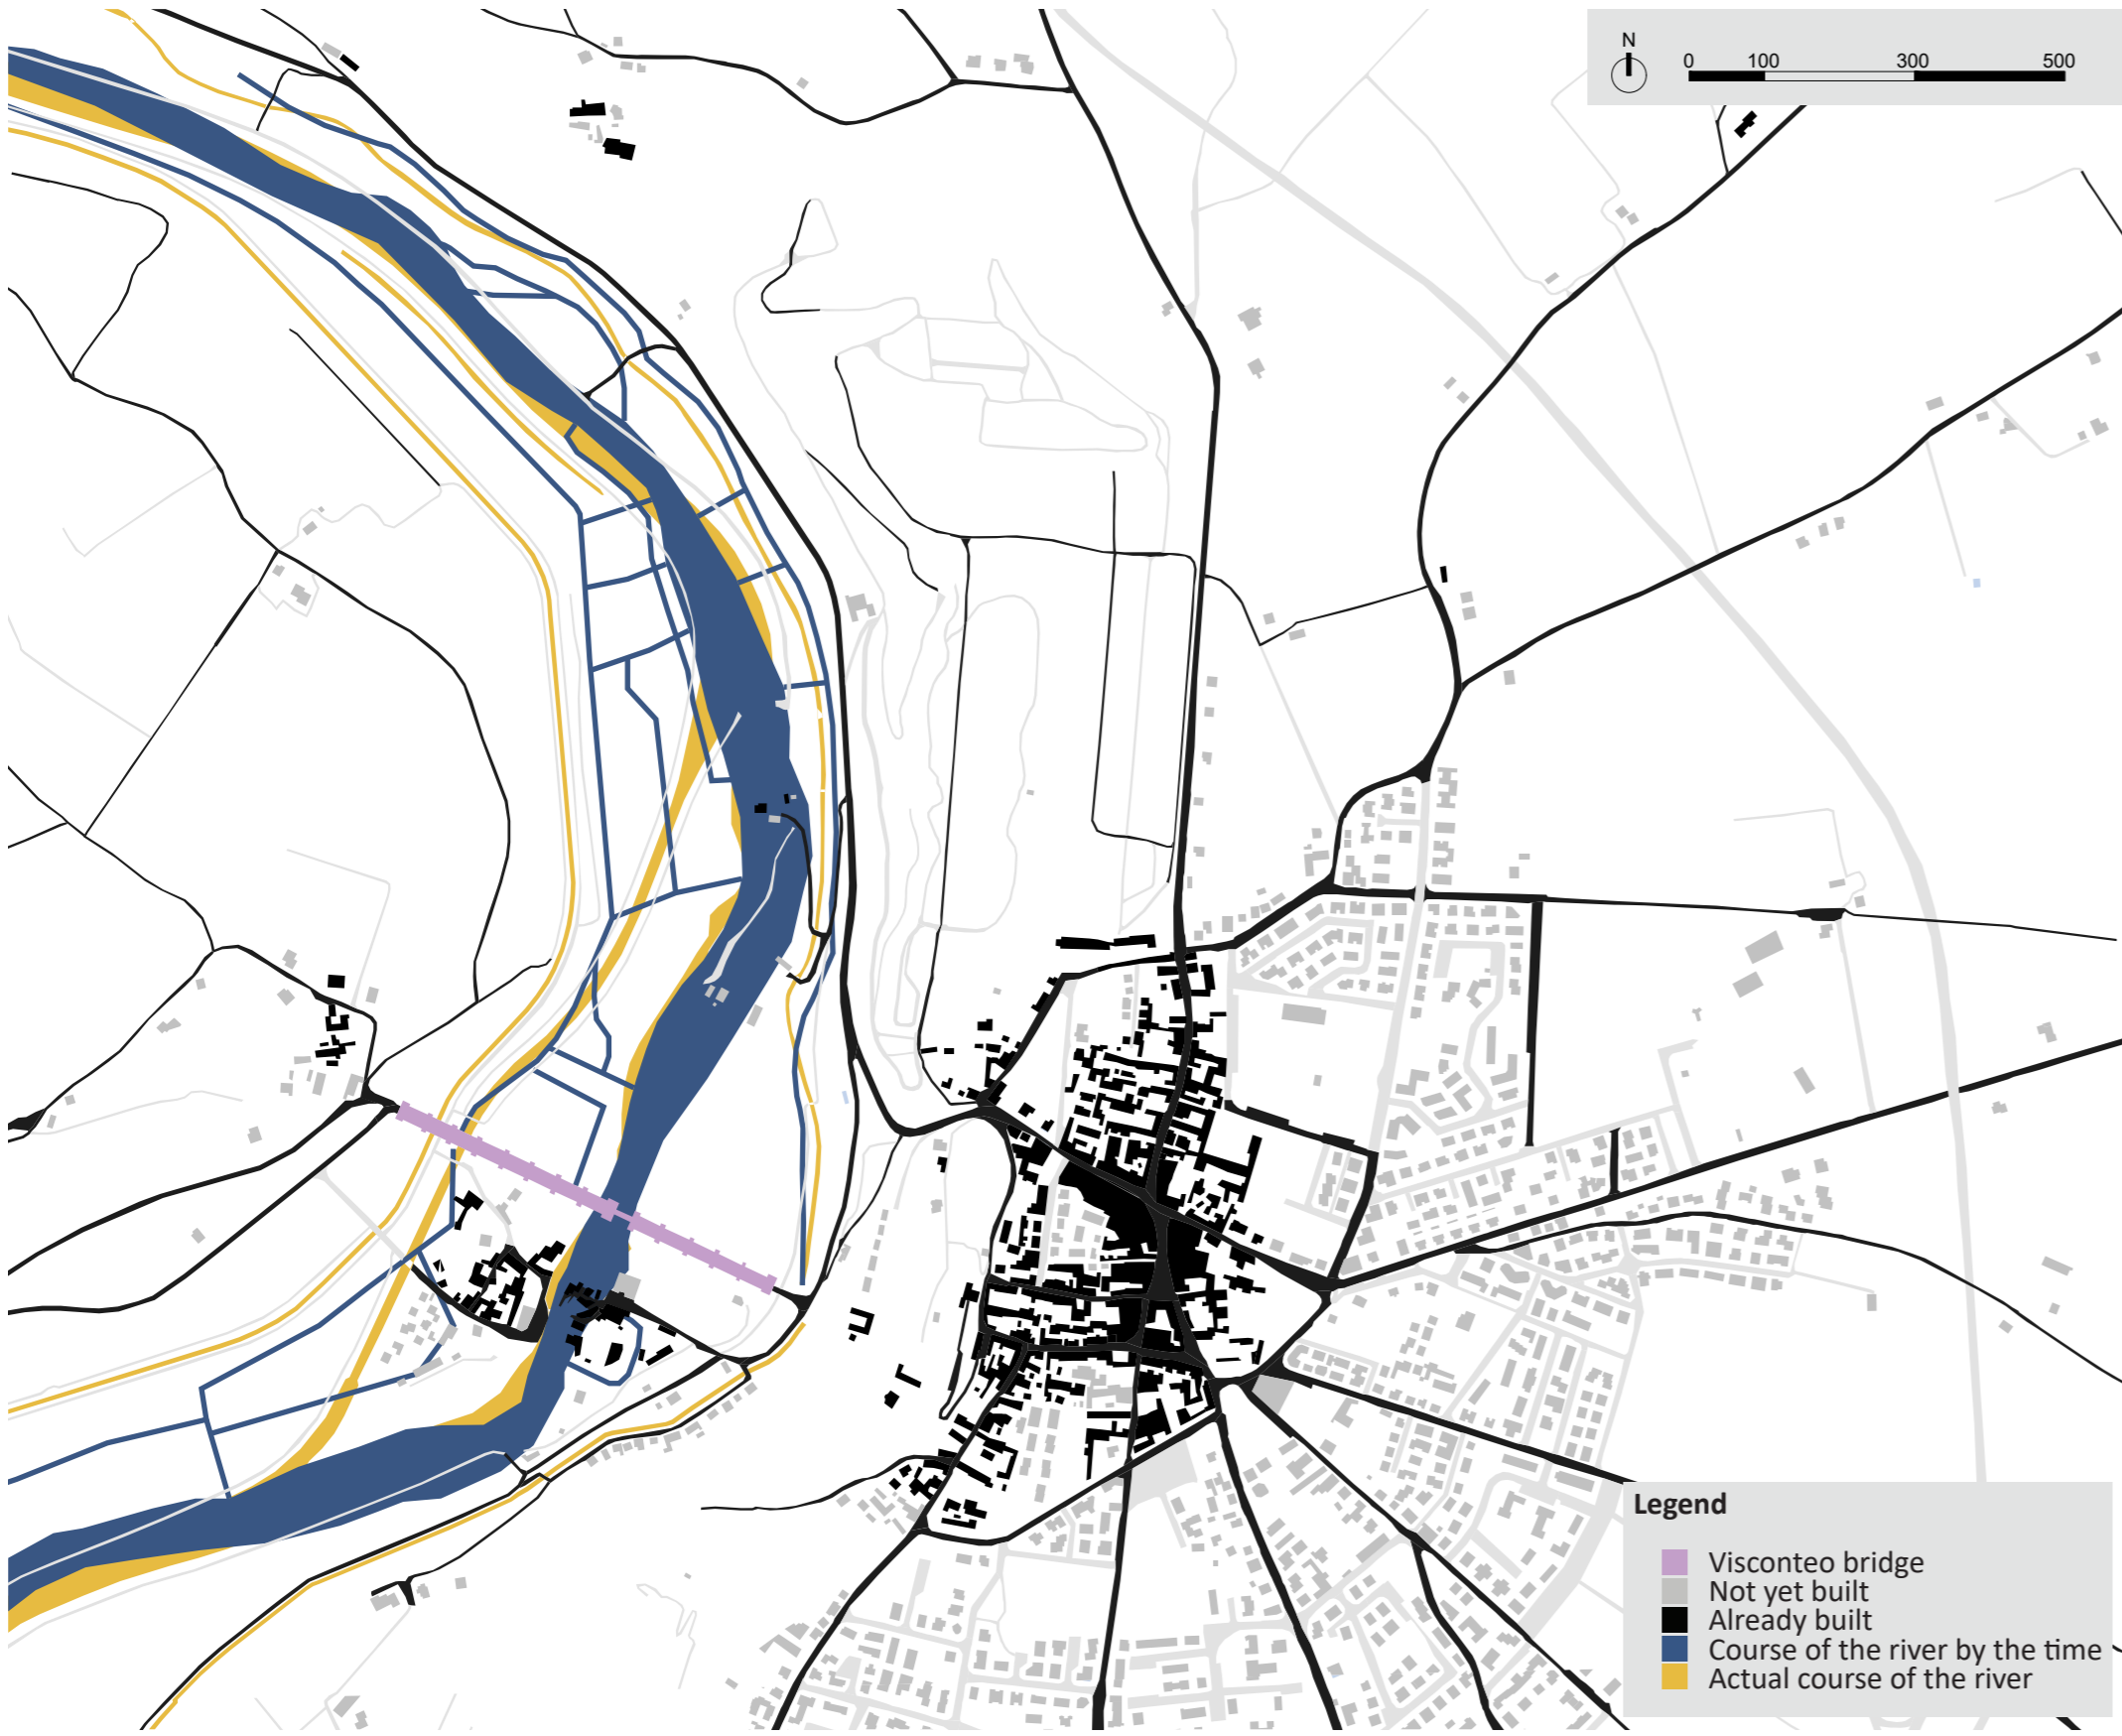 N
0 100 300 500
Legend
Visconteo bridge
Not yet built
Already built
Course of the river by the time
Actual course of the river